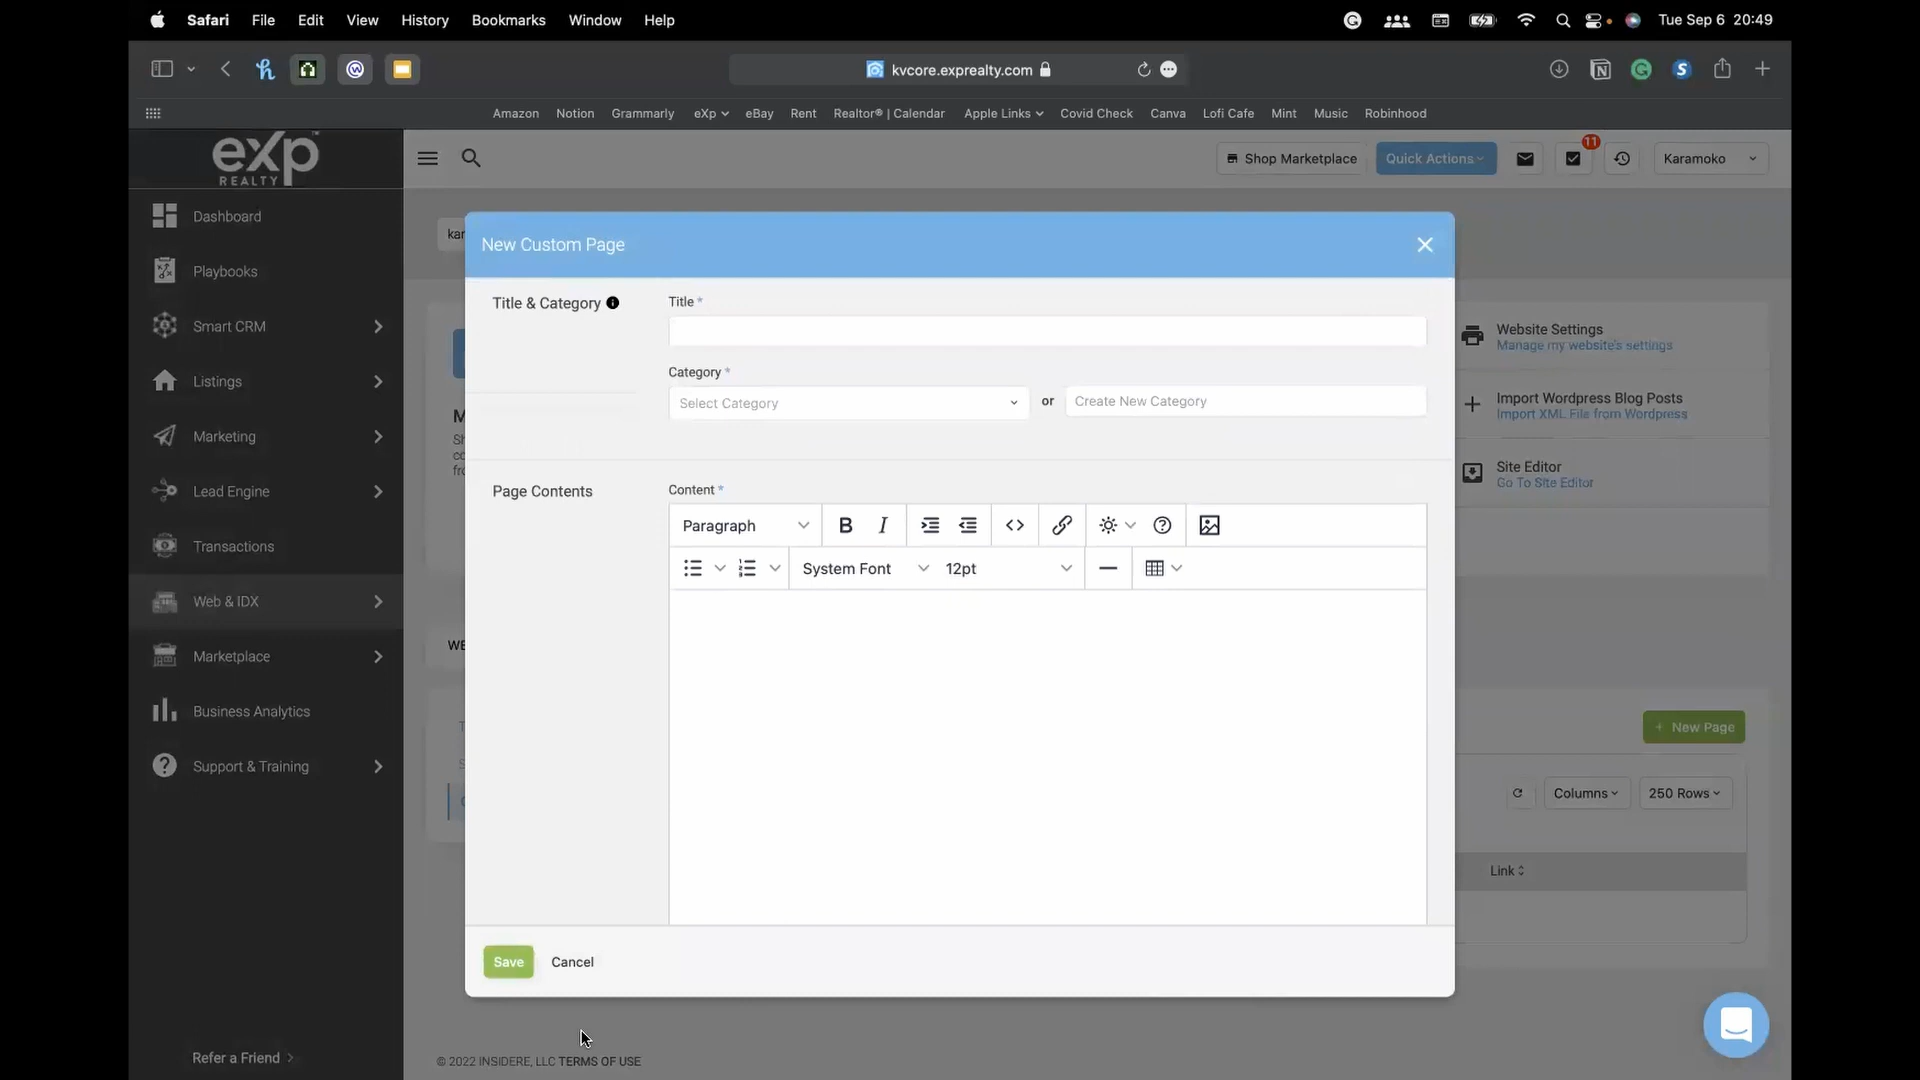 Safari File Edit View History Bookmarks Window Help Tue Sep 6 20:49
kvcore.exprealty.com
Amazon Notion Grammarly eXp eBay Rent Realtor® | Calendar Apple Links Covid Check Canva Lofi Cafe Mint Music Robinhood
eXp
REALTY
Shop Marketplace
Quick Actions
11
Karamoko
Dashboard
Playbooks
Smart CRM
Listings
Marketing
Lead Engine
Transactions
Web & IDX
Marketplace
Business Analytics
Support & Training
Refer a Friend
kar
New Custom Page
Title & Category
Title *
Category *
Select Category
or
Create New Category
Page Contents
Content *
Paragraph
B I
System Font
12pt
Save
Cancel
Website Settings
Manage my website's settings
Import Wordpress Blog Posts
Import XML File from Wordpress
Site Editor
Go To Site Editor
+ New Page
Columns
250 Rows
Link
© 2022 INSIDERE, LLC TERMS OF USE